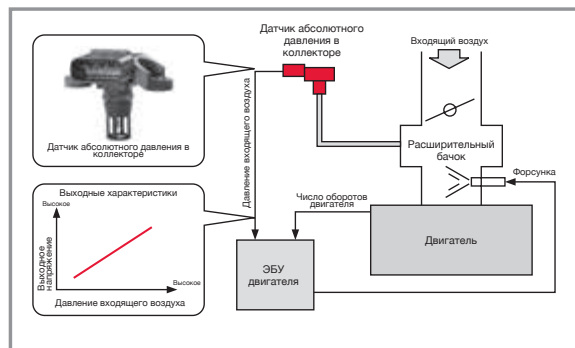 Датчик абсолютного
давления в
коллекторе
Входящий воздух
Датчик абсолютного давления в
коллекторе
Давление входящего воздуха
Расширительный
бачок
Форсунка
Выходные характеристики
Высокое
Выходное
напряжение
Высокое
Давление входящего воздуха
Число оборотов
двигателя
ЭБУ
двигателя
Двигатель